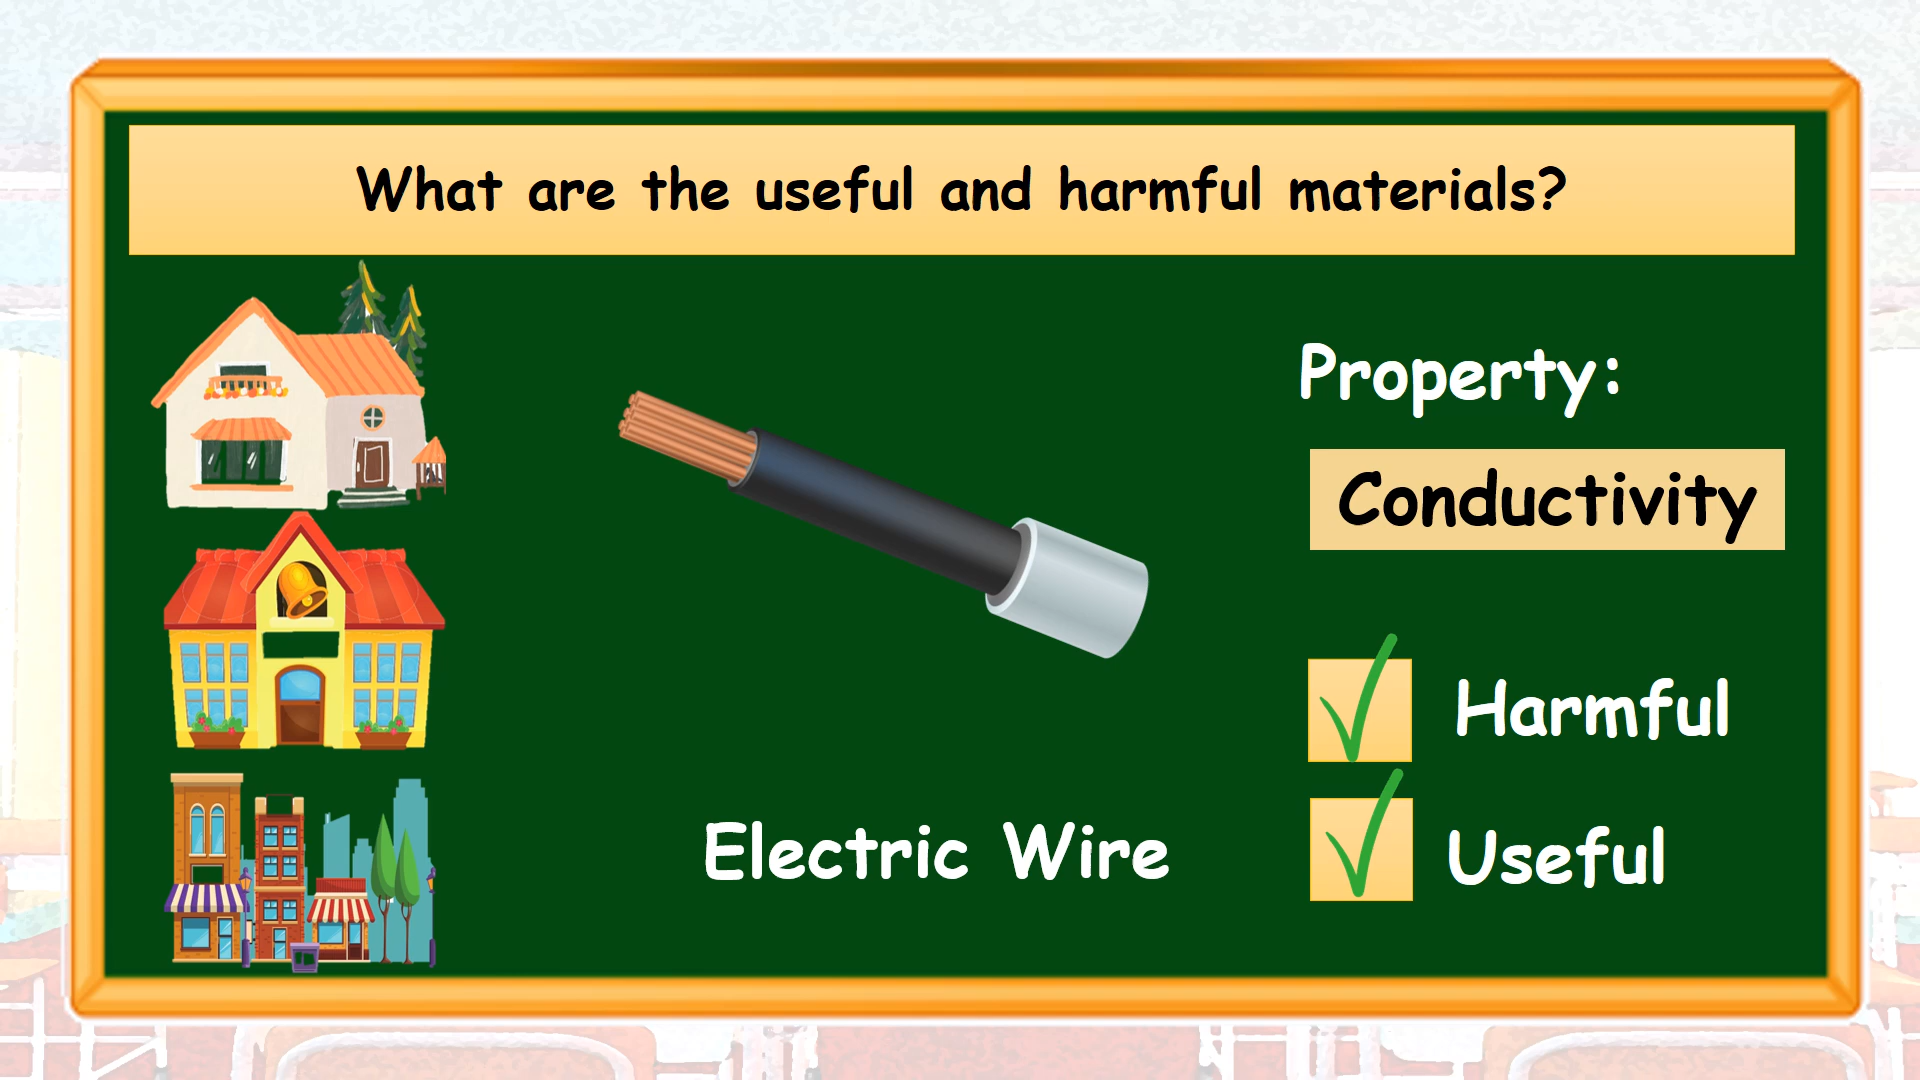 What are the useful and harmful materials?
Property:
Conductivity
Harmful
Useful
Electric Wire